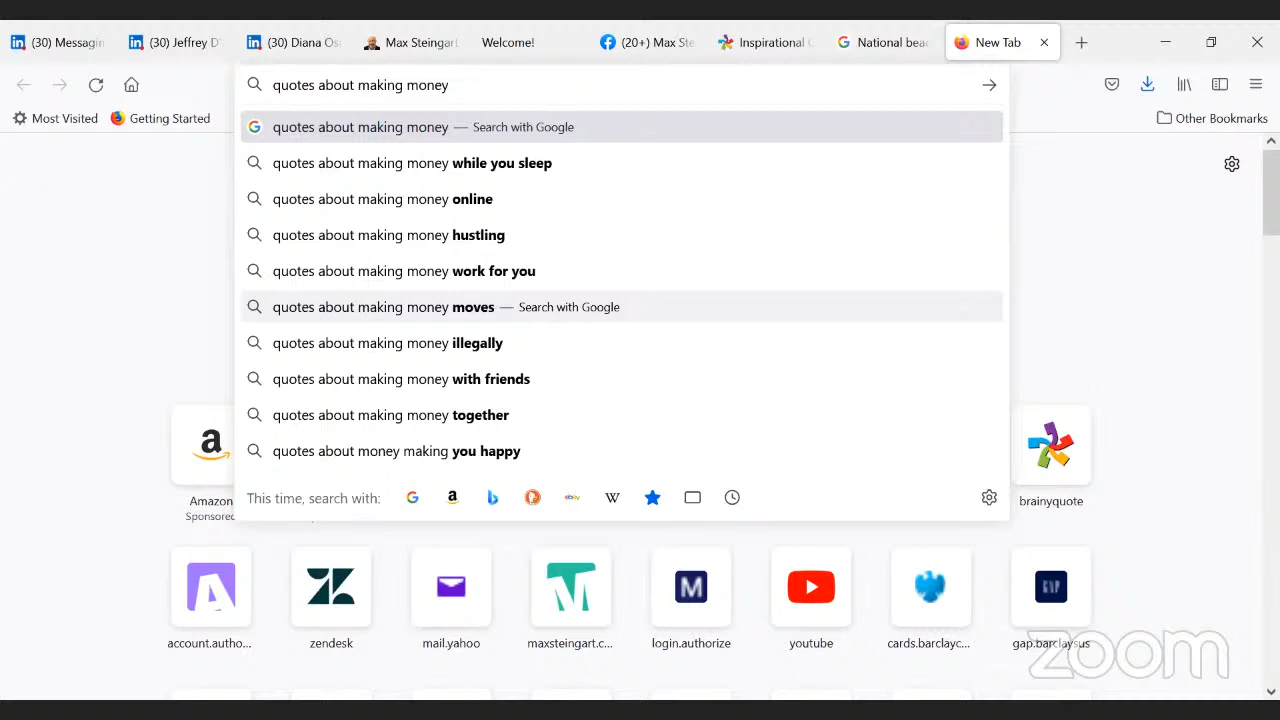 (30) Messagin
(30) Jeffrey D'
(30) Diana Os
Max Steingart
Welcome!
(20+) Max Ste
Inspirational
National bea
New Tab
quotes about making money
Most Visited
Getting Started
Other Bookmarks
quotes about making money — Search with Google
quotes about making money while you sleep
quotes about making money online
quotes about making money hustling
quotes about making money work for you
quotes about making money moves — Search with Google
quotes about making money illegally
quotes about making money with friends
quotes about making money together
quotes about money making you happy
This time, search with:
Amazon
Sponsored
brainyquote
account.autho...
zendesk
mail.yahoo
maxsteingart.c...
login.authorize
youtube
cards.barclayc...
gap.barclaysus
zoom